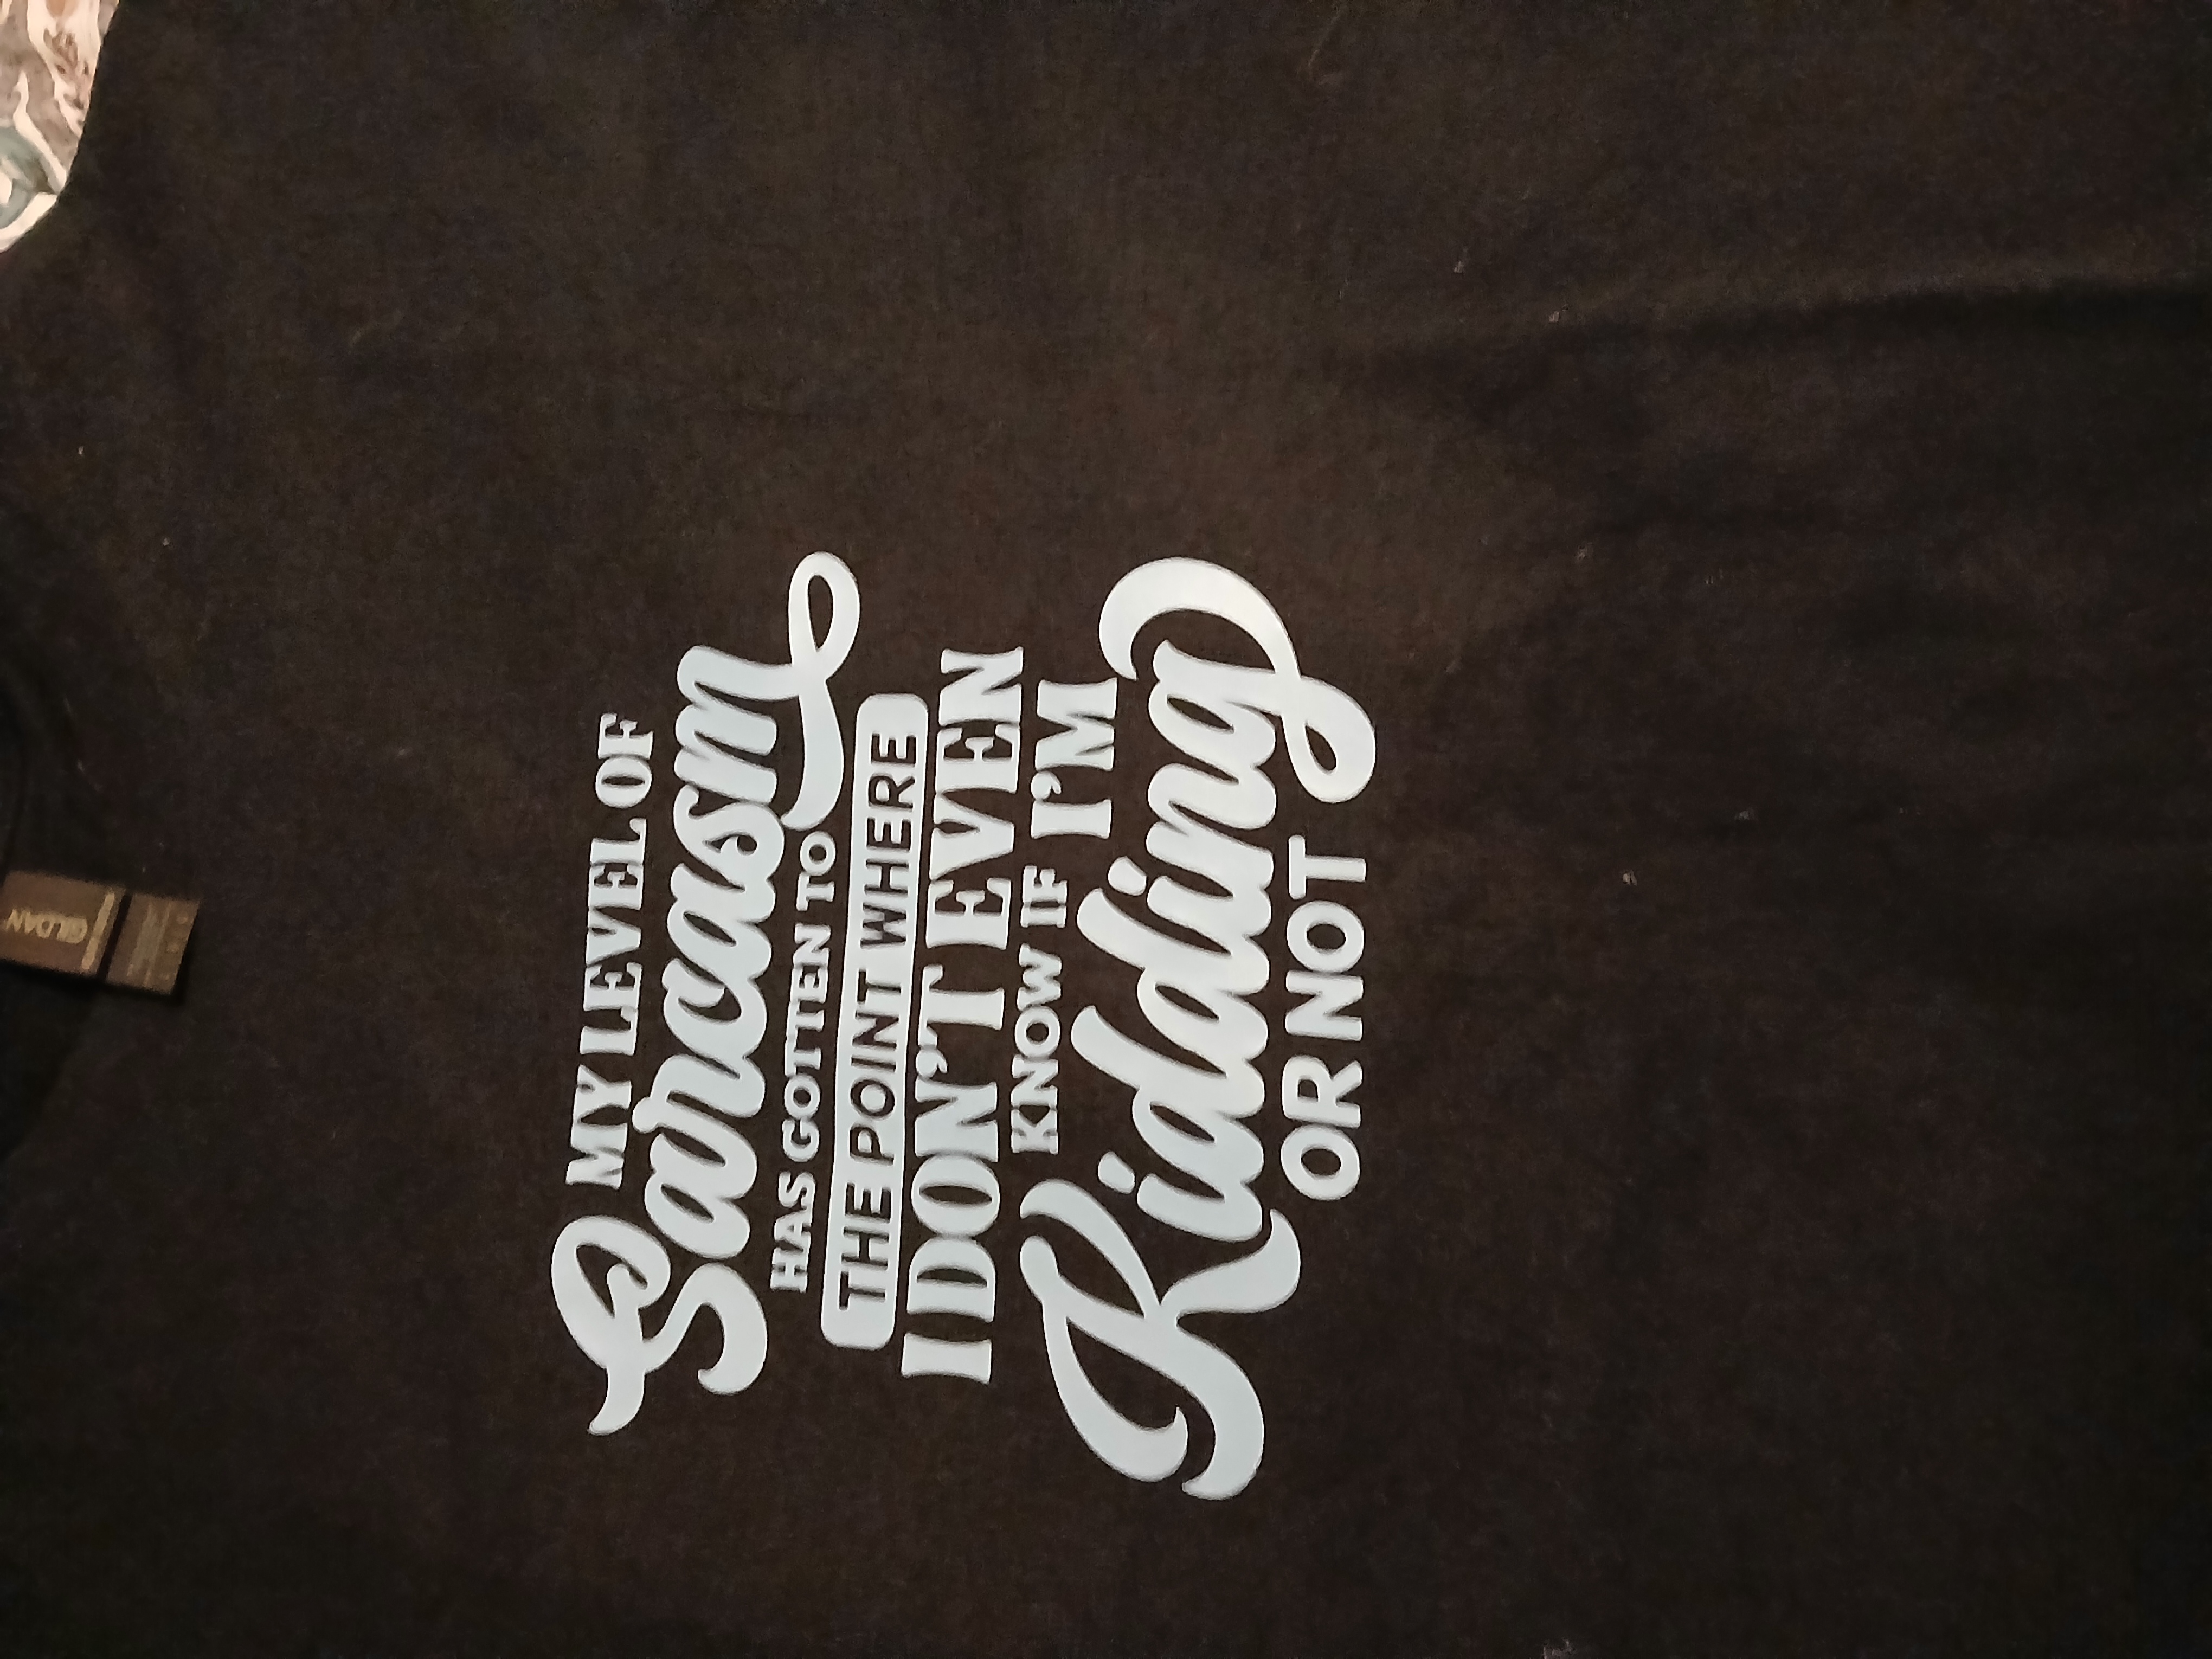 MY LEVEL OF
Sarcasm
HAS GOTTEN TO
THE POINT WHERE
I DON'T EVEN
KNOW IF I'M
Kidding
OR NOT
GILDAN